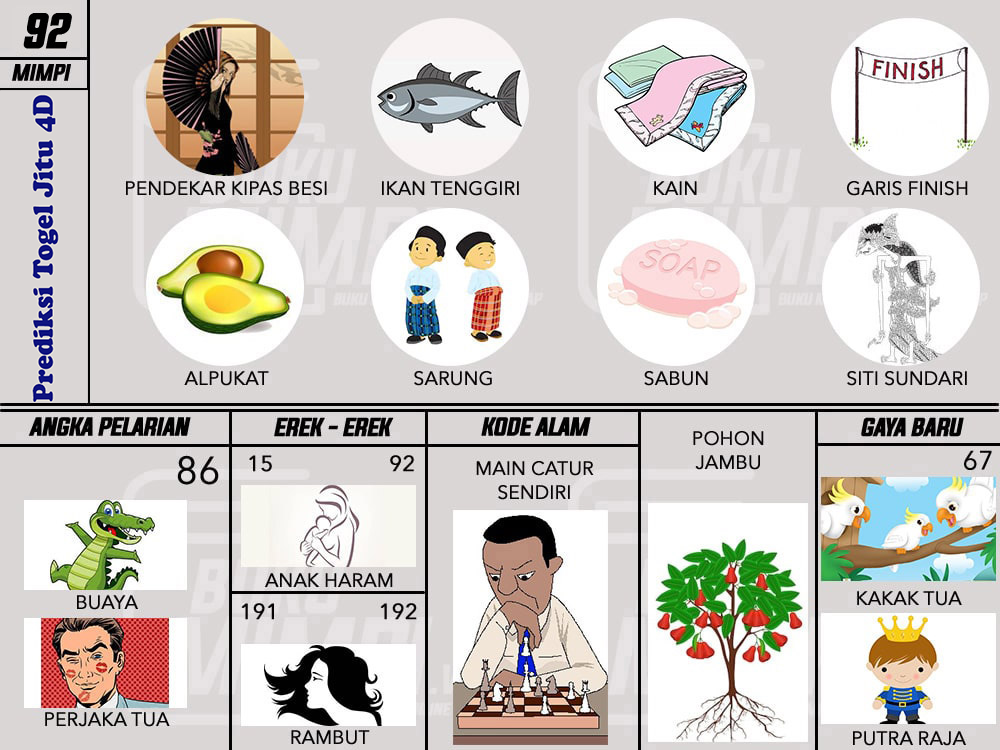 92
MIMPI
Prediksi Togel Jitu 4D
PENDEKAR KIPAS BESI
IKAN TENGGIRI
KAIN
FINISH
GARIS FINISH
ALPUKAT
SARUNG
SOAP
SABUN
SITI SUNDARI
BUKU
BUKU
ANGKA PELARIAN
86
BUAYA
PERJAKA TUA
EREK - EREK
15 92
ANAK HARAM
191 192
RAMBUT
KODE ALAM
MAIN CATUR
SENDIRI
POHON
JAMBU
GAYA BARU
67
KAKAK TUA
PUTRA RAJA